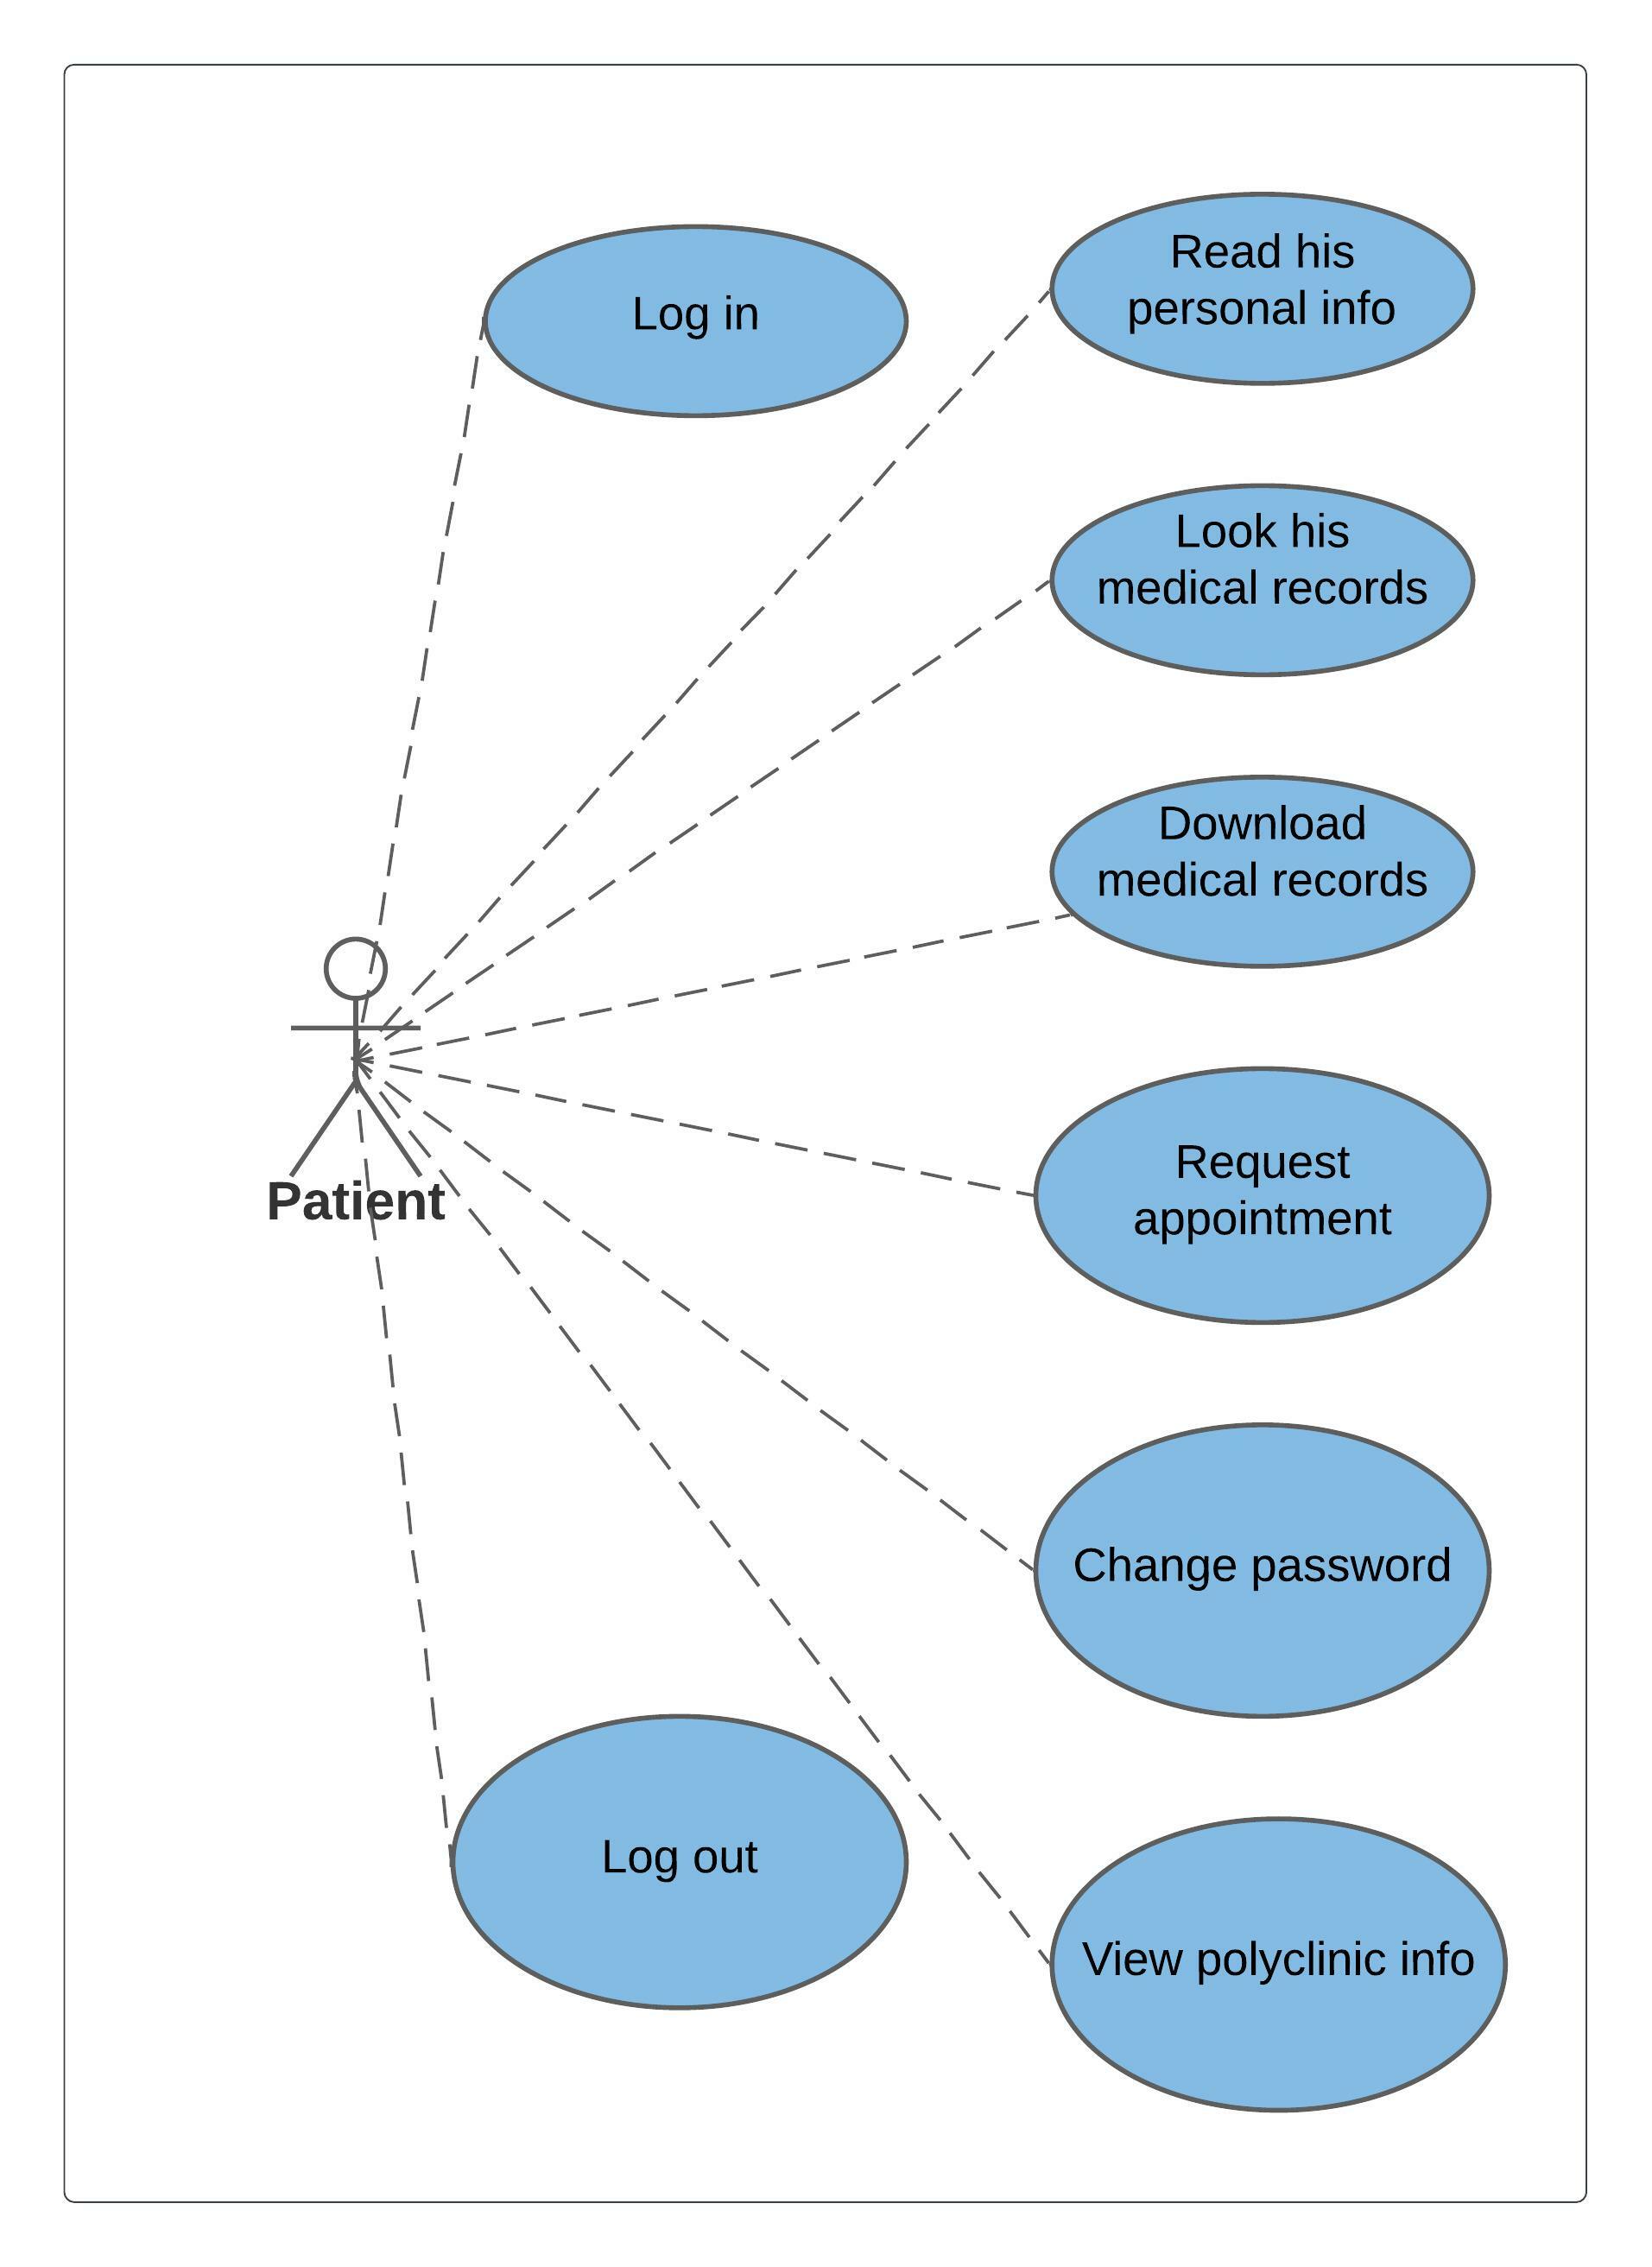 Log in
Read his
personal info
Look his
medical records
Download
medical records
Patient
Request
appointment
Change password
Log out
View polyclinic info